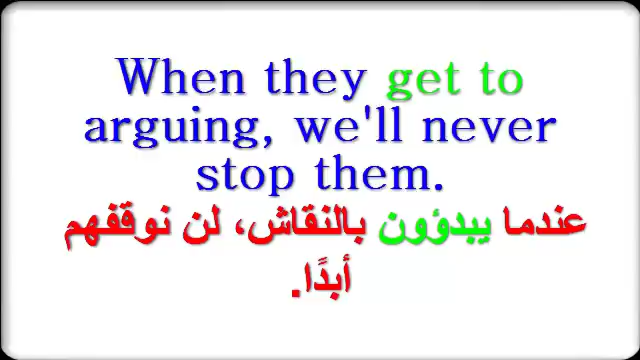 When they get to
arguing, we'll never
stop them.
عندما يبدؤون بالنقاش، لن نوقفهم
أبدًا.